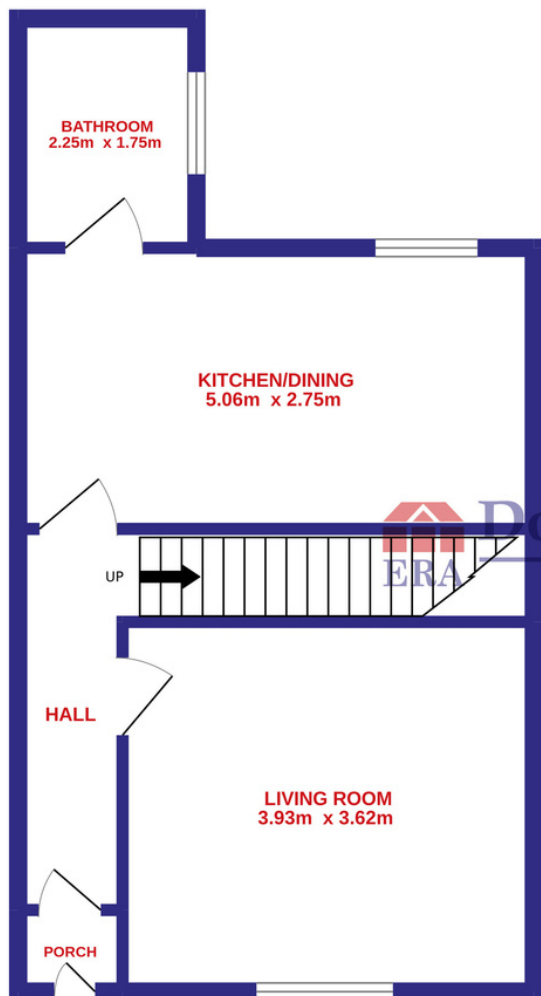 BATHROOM
2.25m x 1.75m
KITCHEN/DINING
5.06m x 2.75m
ERA
UP
HALL
LIVING ROOM
3.93m x 3.62m
PORCH